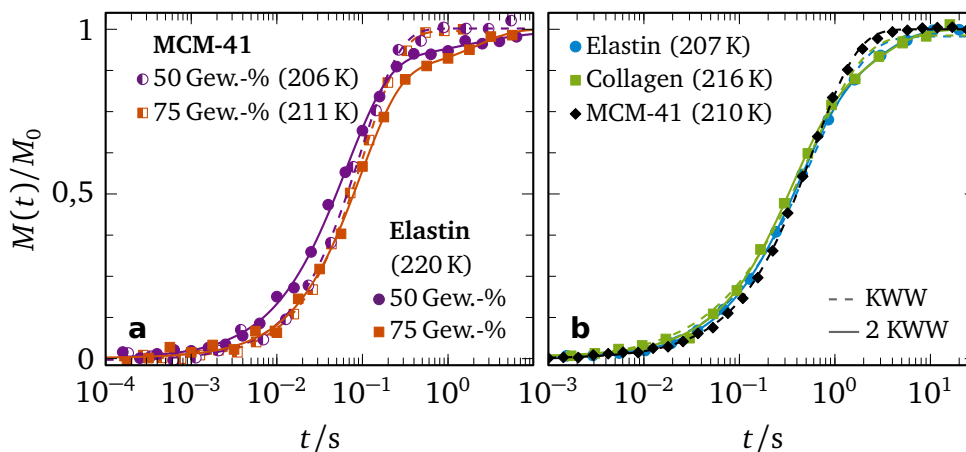 M(t)/M₀
1
0,5
0
MCM-41
50 Gew.-% (206 K)
75 Gew.-% (211 K)
Elastin
(220 K)
50 Gew.-%
75 Gew.-%
a
10⁻⁴ 10⁻³ 10⁻² 10⁻¹ 10⁰
t/s
Elastin (207 K)
Collagen (216 K)
MCM-41 (210 K)
KWW
2 KWW
b
10⁻³ 10⁻² 10⁻¹ 10⁰ 10¹
t/s